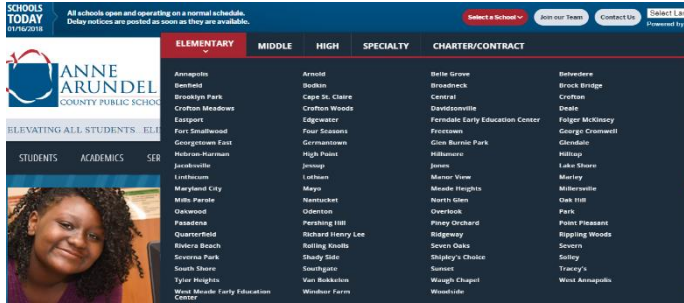 SCHOOLS
TODAY
01/16/2018
All schools open and operating on a normal schedule.
Delay notices are posted as soon as they are available.
Select a School
Join our Team
Contact Us
Select La
Powered by
ELEMENTARY MIDDLE HIGH SPECIALTY CHARTER/CONTRACT
ANNE
ARUNDEL
COUNTY PUBLIC SCHOO
ELEVATING ALL STUDENTS ...ELI
STUDENTS ACADEMICS SER
Annapolis Arnold Belle Grove Belvedere
Benfield Bodkin Broadneck Brock Bridge
Brooklyn Park Cape St. Claire Central Crofton
Crofton Meadows Crofton Woods Davidsonville Deale
Eastport Edgewater Ferndale Early Education Center Folger McKinsey
Fort Smallwood Four Seasons Freetown George Cromwell
Georgetown East Germantown Glen Burnie Park Glendale
Hebron-Harman High Point Hillsmere Hilltop
Jacobsville Jessup Jones Lake Shore
Linthicum Lothian Manor View Marley
Maryland City Mayo Meade Heights Millersville
Mills Parole Nantucket North Glen Oak Hill
Oakwood Odenton Overlook Park
Pasadena Pershing Hill Piney Orchard Point Pleasant
Quarterfield Richard Henry Lee Ridgeway Rippling Woods
Riviera Beach Rolling Knolls Seven Oaks Severn
Severna Park Shady Side Shipley's Choice Solley
South Shore Southgate Sunset Tracey's
Tyler Heights Van Bokkelen Waugh Chapel West Annapolis
West Meade Early Education Windsor Farm Woodside
Center